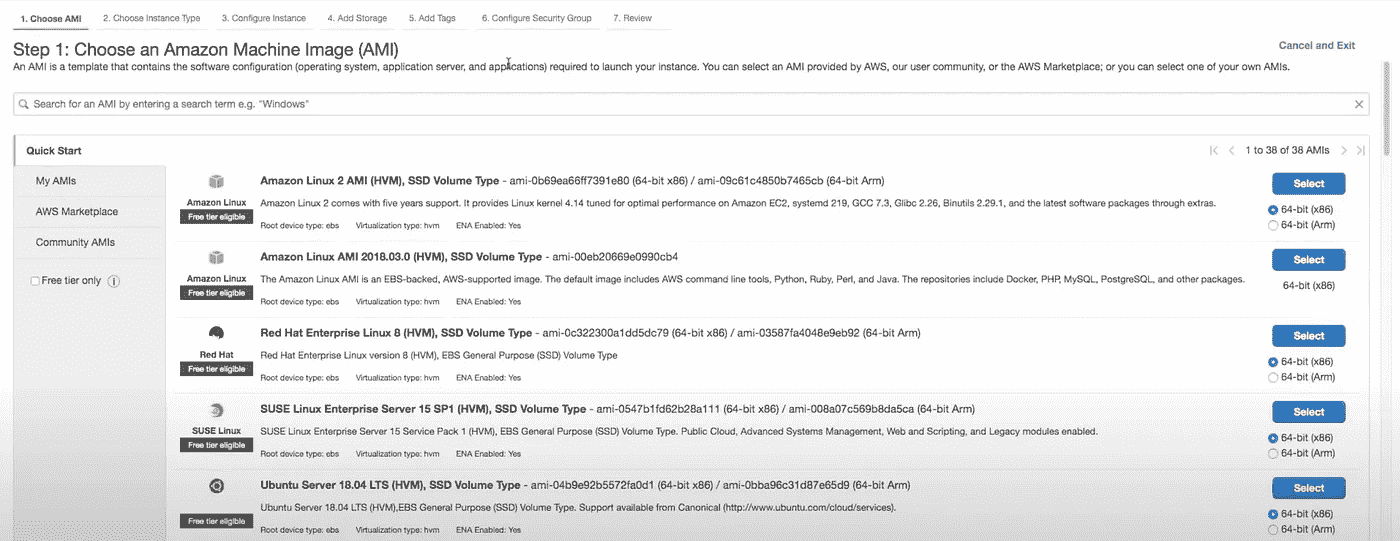 1. Choose AMI 2. Choose Instance Type 3. Configure Instance 4. Add Storage 5. Add Tags 6. Configure Security Group 7. Review
Step 1: Choose an Amazon Machine Image (AMI)
Cancel and Exit
An AMI is a template that contains the software configuration (operating system, application server, and applications) required to launch your instance. You can select an AMI provided by AWS, our user community, or the AWS Marketplace; or you can select one of your own AMIs.
Search for an AMI by entering a search term e.g. "Windows"
Quick Start
1 to 38 of 38 AMIs
My AMIs
AWS Marketplace
Community AMIs
Free tier only
Amazon Linux
Free tier eligible
Amazon Linux 2 AMI (HVM), SSD Volume Type - ami-0b69ea66ff7391e80 (64-bit x86) / ami-09c61c4850b7465cb (64-bit Arm)
Amazon Linux 2 comes with five years support. It provides Linux kernel 4.14 tuned for optimal performance on Amazon EC2, systemd 219, GCC 7.3, Glibc 2.26, Binutils 2.29.1, and the latest software packages through extras.
Root device type: ebs Virtualization type: hvm ENA Enabled: Yes
Select
64-bit (x86)
64-bit (Arm)
Amazon Linux
Free tier eligible
Amazon Linux AMI 2018.03.0 (HVM), SSD Volume Type - ami-00eb20669e0990cb4
The Amazon Linux AMI is an EBS-backed, AWS-supported image. The default image includes AWS command line tools, Python, Ruby, Perl, and Java. The repositories include Docker, PHP, MySQL, PostgreSQL, and other packages.
Root device type: ebs Virtualization type: hvm ENA Enabled: Yes
Select
64-bit (x86)
Red Hat
Free tier eligible
Red Hat Enterprise Linux 8 (HVM), SSD Volume Type - ami-0c322300a1dd5dc79 (64-bit x86) / ami-03587fa4048e9eb92 (64-bit Arm)
Red Hat Enterprise Linux version 8 (HVM), EBS General Purpose (SSD) Volume Type
Root device type: ebs Virtualization type: hvm ENA Enabled: Yes
Select
64-bit (x86)
64-bit (Arm)
SUSE Linux
Free tier eligible
SUSE Linux Enterprise Server 15 SP1 (HVM), SSD Volume Type - ami-0547b1fd62b28a111 (64-bit x86) / ami-008a07c569b8da5ca (64-bit Arm)
SUSE Linux Enterprise Server 15 Service Pack 1 (HVM), EBS General Purpose (SSD) Volume Type. Public Cloud, Advanced Systems Management, Web and Scripting, and Legacy modules enabled.
Root device type: ebs Virtualization type: hvm ENA Enabled: Yes
Select
64-bit (x86)
64-bit (Arm)
Free tier eligible
Ubuntu Server 18.04 LTS (HVM), SSD Volume Type - ami-04b9e92b5572fa0d1 (64-bit x86) / ami-0bba96c31d87e65d9 (64-bit Arm)
Ubuntu Server 18.04 LTS (HVM),EBS General Purpose (SSD) Volume Type. Support available from Canonical (http://www.ubuntu.com/cloud/services).
Root device type: ebs Virtualization type: hvm ENA Enabled: Yes
Select
64-bit (x86)
64-bit (Arm)